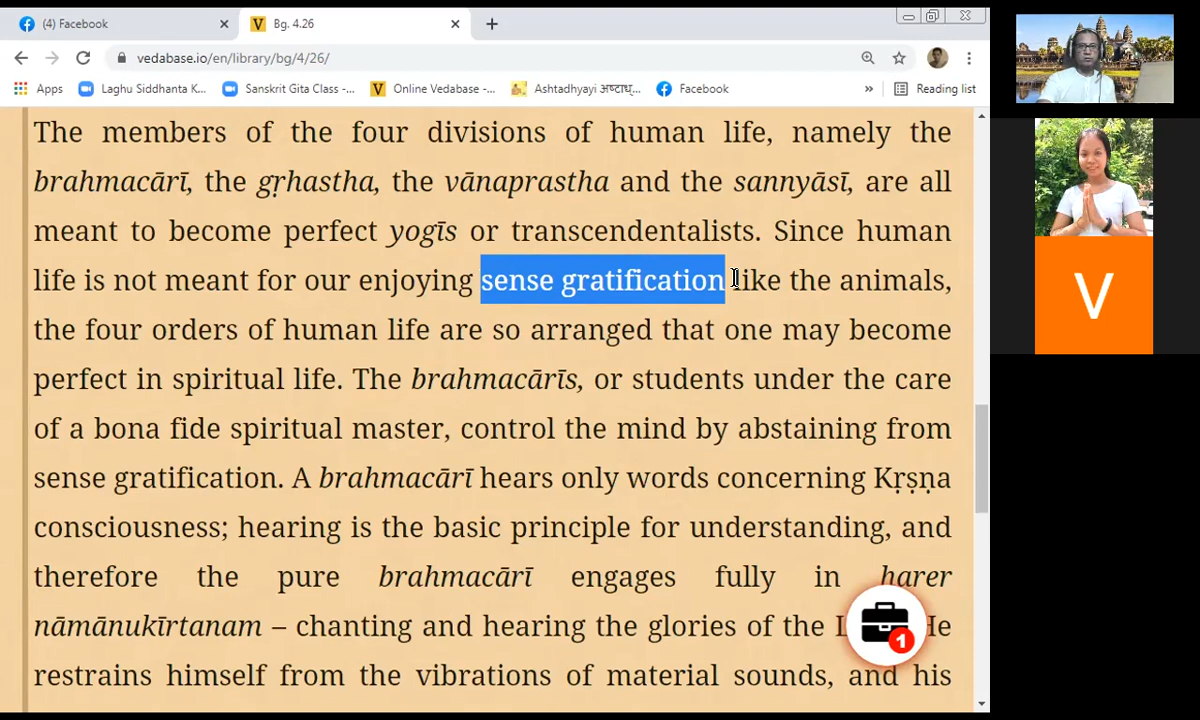 (4) Facebook
Bg. 4.26
vedabase.io/en/library/bg/4/26/
Apps
Laghu Siddhanta K...
Sanskrit Gita Class -...
Online Vedabase -...
Ashtadhyayi अष्टाध्...
Facebook
»
Reading list
The members of the four divisions of human life, namely the
brahmacārī, the gṛhastha, the vānaprastha and the sannyāsī, are all
meant to become perfect yogīs or transcendentalists. Since human
life is not meant for our enjoying sense gratification like the animals,
the four orders of human life are so arranged that one may become
perfect in spiritual life. The brahmacārīs, or students under the care
of a bona fide spiritual master, control the mind by abstaining from
sense gratification. A brahmacārī hears only words concerning Kṛṣṇa
consciousness; hearing is the basic principle for understanding, and
therefore the pure brahmacārī engages fully in harer
nāmānukīrtanam – chanting and hearing the glories of the He
restrains himself from the vibrations of material sounds, and his
1
V